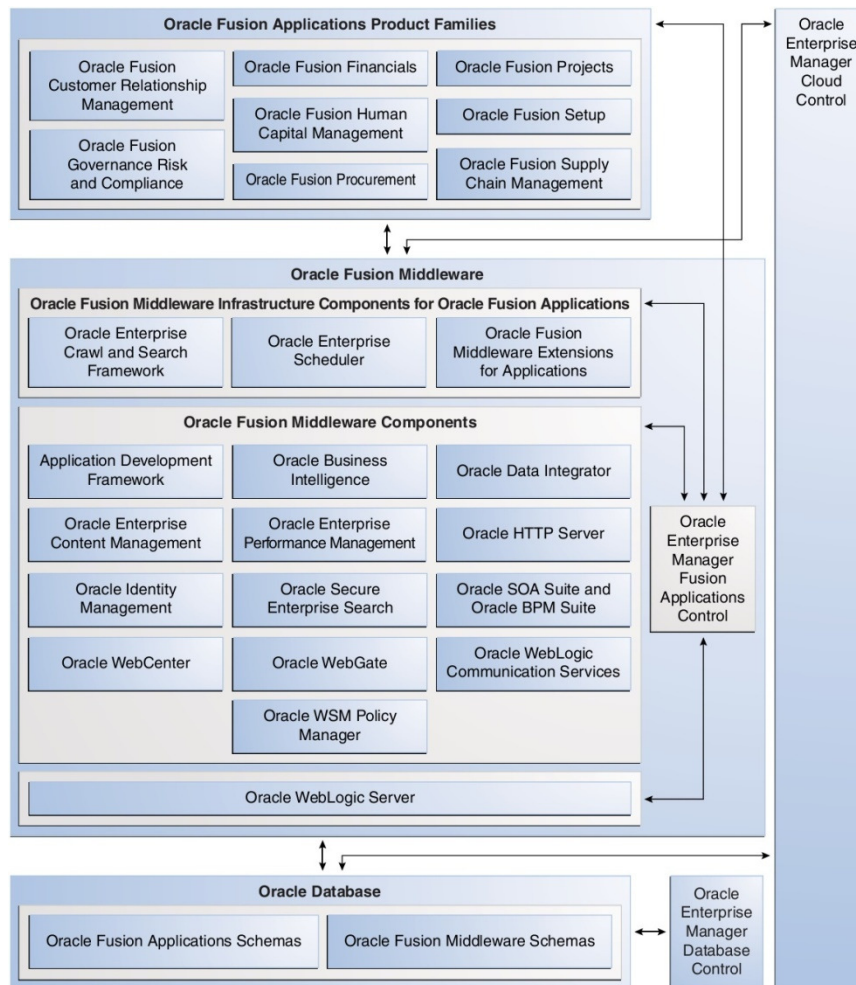 Oracle Fusion Applications Product Families
Oracle Fusion
Customer Relationship
Management
Oracle Fusion Financials
Oracle Fusion Projects
Oracle Fusion Human
Capital Management
Oracle Fusion Setup
Oracle Fusion
Governance Risk
and Compliance
Oracle Fusion Procurement
Oracle Fusion Supply
Chain Management
Oracle
Enterprise
Manager
Cloud
Control
Oracle Fusion Middleware
Oracle Fusion Middleware Infrastructure Components for Oracle Fusion Applications
Oracle Enterprise
Crawl and Search
Framework
Oracle Enterprise
Scheduler
Oracle Fusion
Middleware Extensions
for Applications
Oracle Fusion Middleware Components
Application Development
Framework
Oracle Business
Intelligence
Oracle Data Integrator
Oracle Enterprise
Content Management
Oracle Enterprise
Performance Management
Oracle HTTP Server
Oracle Identity
Management
Oracle Secure
Enterprise Search
Oracle SOA Suite and
Oracle BPM Suite
Oracle WebCenter
Oracle WebGate
Oracle WebLogic
Communication Services
Oracle WSM Policy
Manager
Oracle
Enterprise
Manager
Fusion
Applications
Control
Oracle WebLogic Server
Oracle Database
Oracle Fusion Applications Schemas
Oracle Fusion Middleware Schemas
Oracle
Enterprise
Manager
Database
Control